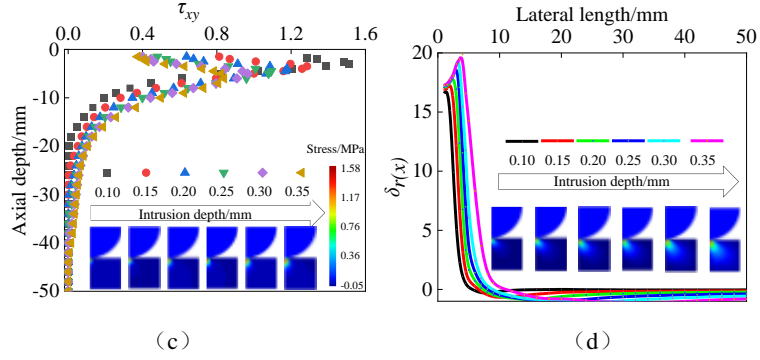 τxy
0.0 0.4 0.8 1.2 1.6
0
-10
-20
-30
-40
-50
Axial depth/mm
Stress/MPa
1.58
1.17
0.76
0.36
-0.05
0.10 0.15 0.20 0.25 0.30 0.35
Intrusion depth/mm
(c)
Lateral length/mm
0 10 20 30 40 50
20
15
10
5
0
δr(x)
0.10 0.15 0.20 0.25 0.30 0.35
Intrusion depth/mm
(d)